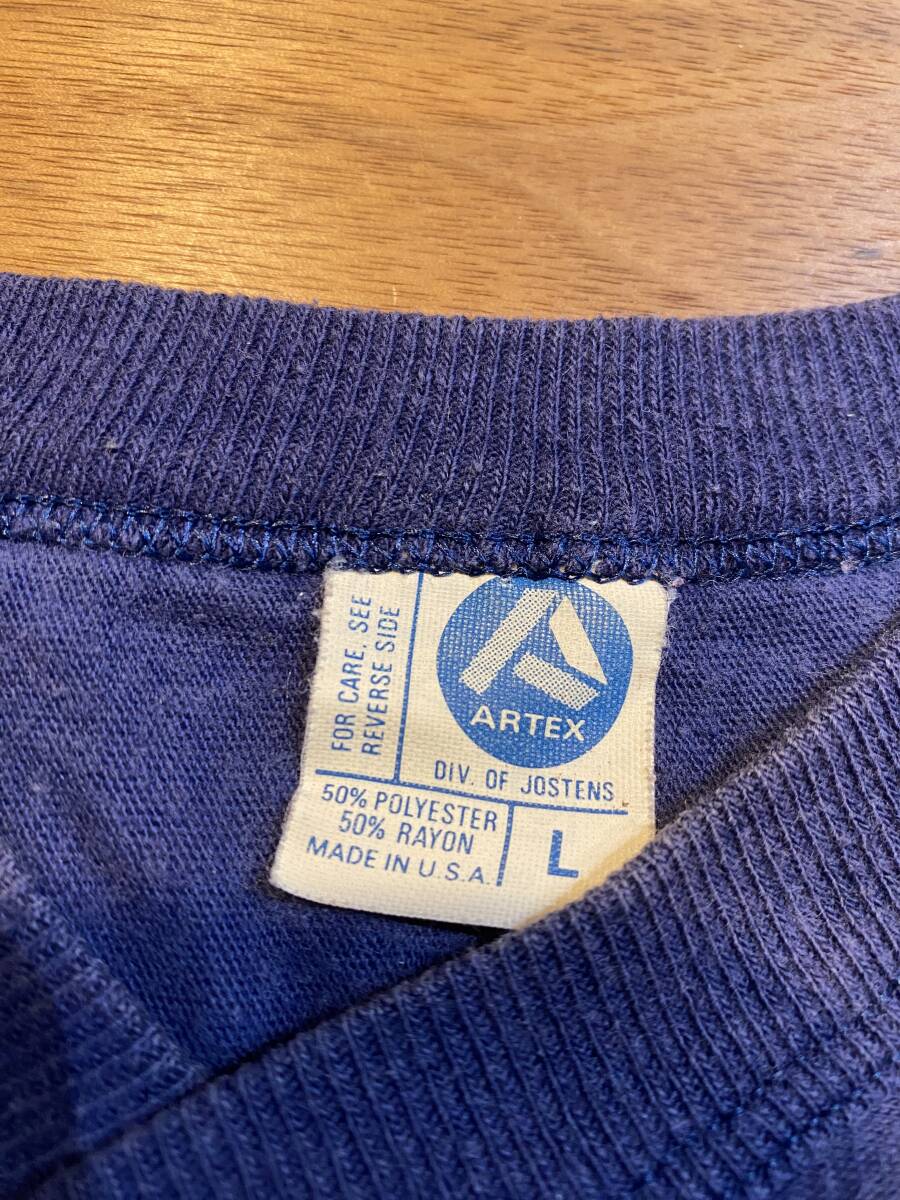 FOR CARE, SEE
REVERSE SIDE
ARTEX
DIV. OF JOSTENS
50% POLYESTER
50% RAYON
MADE IN U.S.A.
L